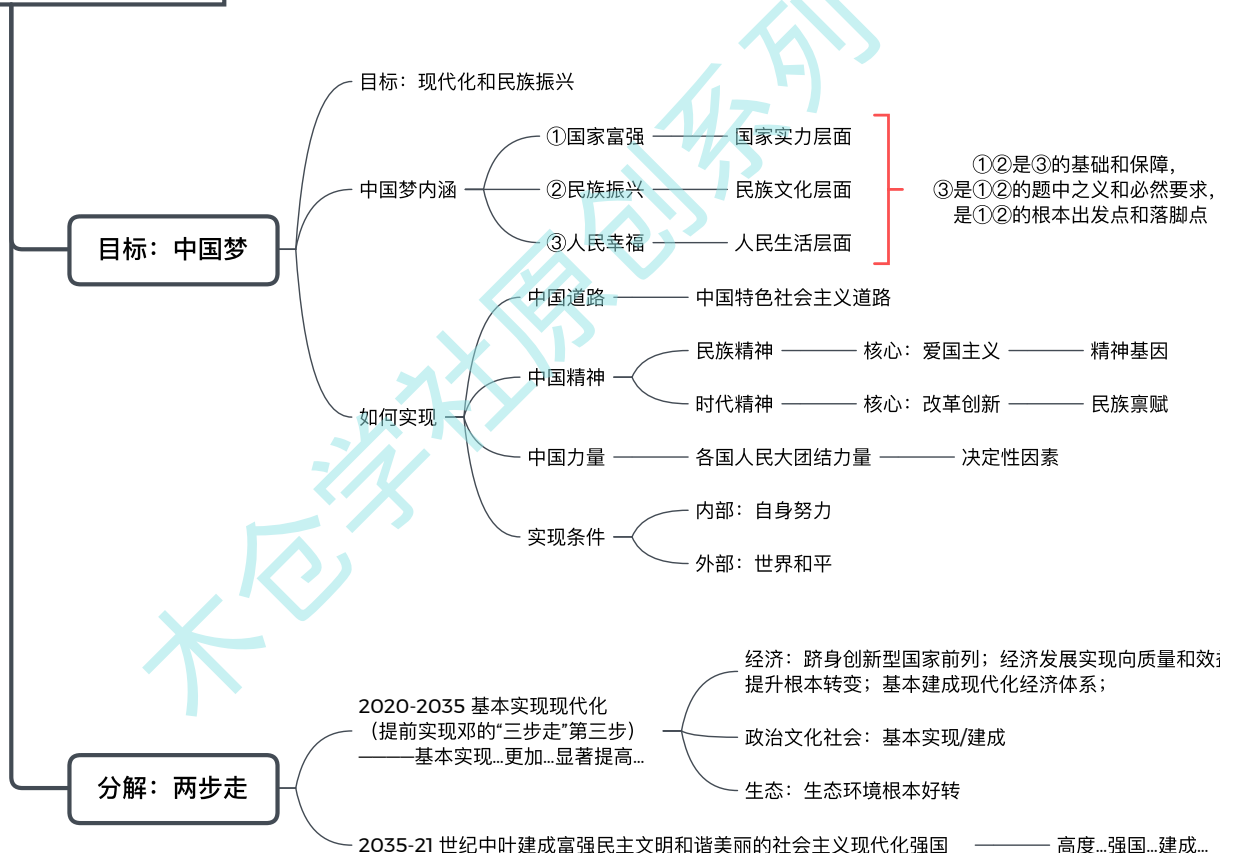 目标：现代化和民族振兴
①国家富强
国家实力层面
中国梦内涵
②民族振兴
民族文化层面
③人民幸福
人民生活层面
①②是③的基础和保障，
③是①②的题中之义和必然要求，
是①②的根本出发点和落脚点
目标：中国梦
中国道路
中国特色社会主义道路
如何实现
中国精神
民族精神
核心：爱国主义
精神基因
时代精神
核心：改革创新
民族禀赋
中国力量
各国人民大团结力量
决定性因素
实现条件
内部：自身努力
外部：世界和平
分解：两步走
2020-2035 基本实现现代化
（提前实现邓的“三步走”第三步）
———基本实现...更加...显著提高...
经济：跻身创新型国家前列；经济发展实现向质量和效
提升根本转变；基本建成现代化经济体系；
政治文化社会：基本实现/建成
生态：生态环境根本好转
2035-21 世纪中叶建成富强民主文明和谐美丽的社会主义现代化强国
高度...强国...建成...
木仓学社原创系列